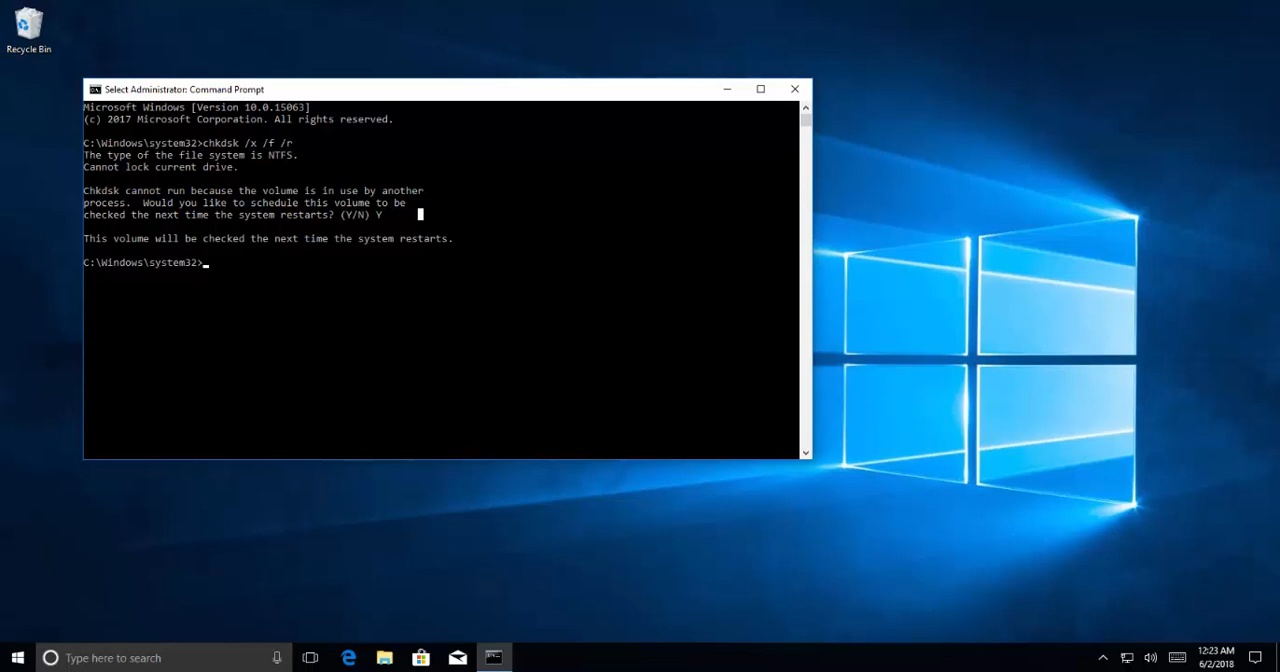 Recycle Bin
Select Administrator: Command Prompt
Microsoft Windows [Version 10.0.15063]
(c) 2017 Microsoft Corporation. All rights reserved.
C:\Windows\system32>chkdsk /x /f /r
The type of the file system is NTFS.
Cannot lock current drive.
Chkdsk cannot run because the volume is in use by another
process.  Would you like to schedule this volume to be
checked the next time the system restarts? (Y/N) Y
This volume will be checked the next time the system restarts.
C:\Windows\system32>
Type here to search
12:23 AM
6/2/2018